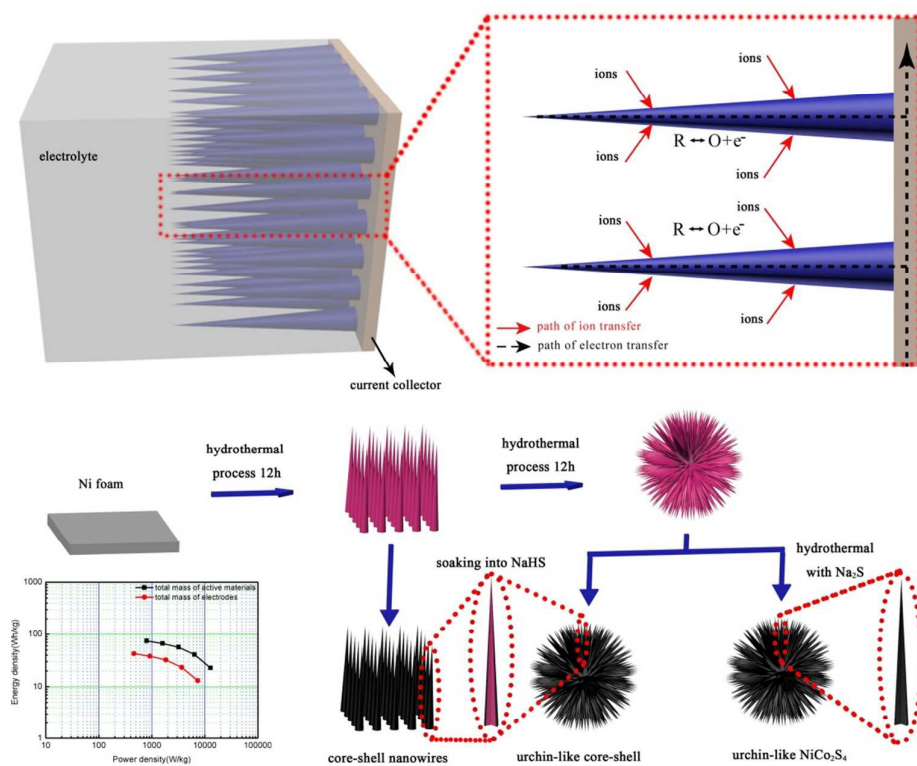 electrolyte
current collector
ions
ions
ions
R ↔ O+e⁻
ions
ions
ions
R ↔ O+e⁻
ions
ions
path of ion transfer
path of electron transfer
Ni foam
hydrothermal
process 12h
hydrothermal
process 12h
soaking into NaHS
hydrothermal
with Na₂S
core-shell nanowires
urchin-like core-shell
urchin-like NiCo₂S₄
total mass of active materials
total mass of electrodes
Energy density(Wh/kg)
1000
100
10
1
10
100
1000
10000
100000
Power density(W/kg)